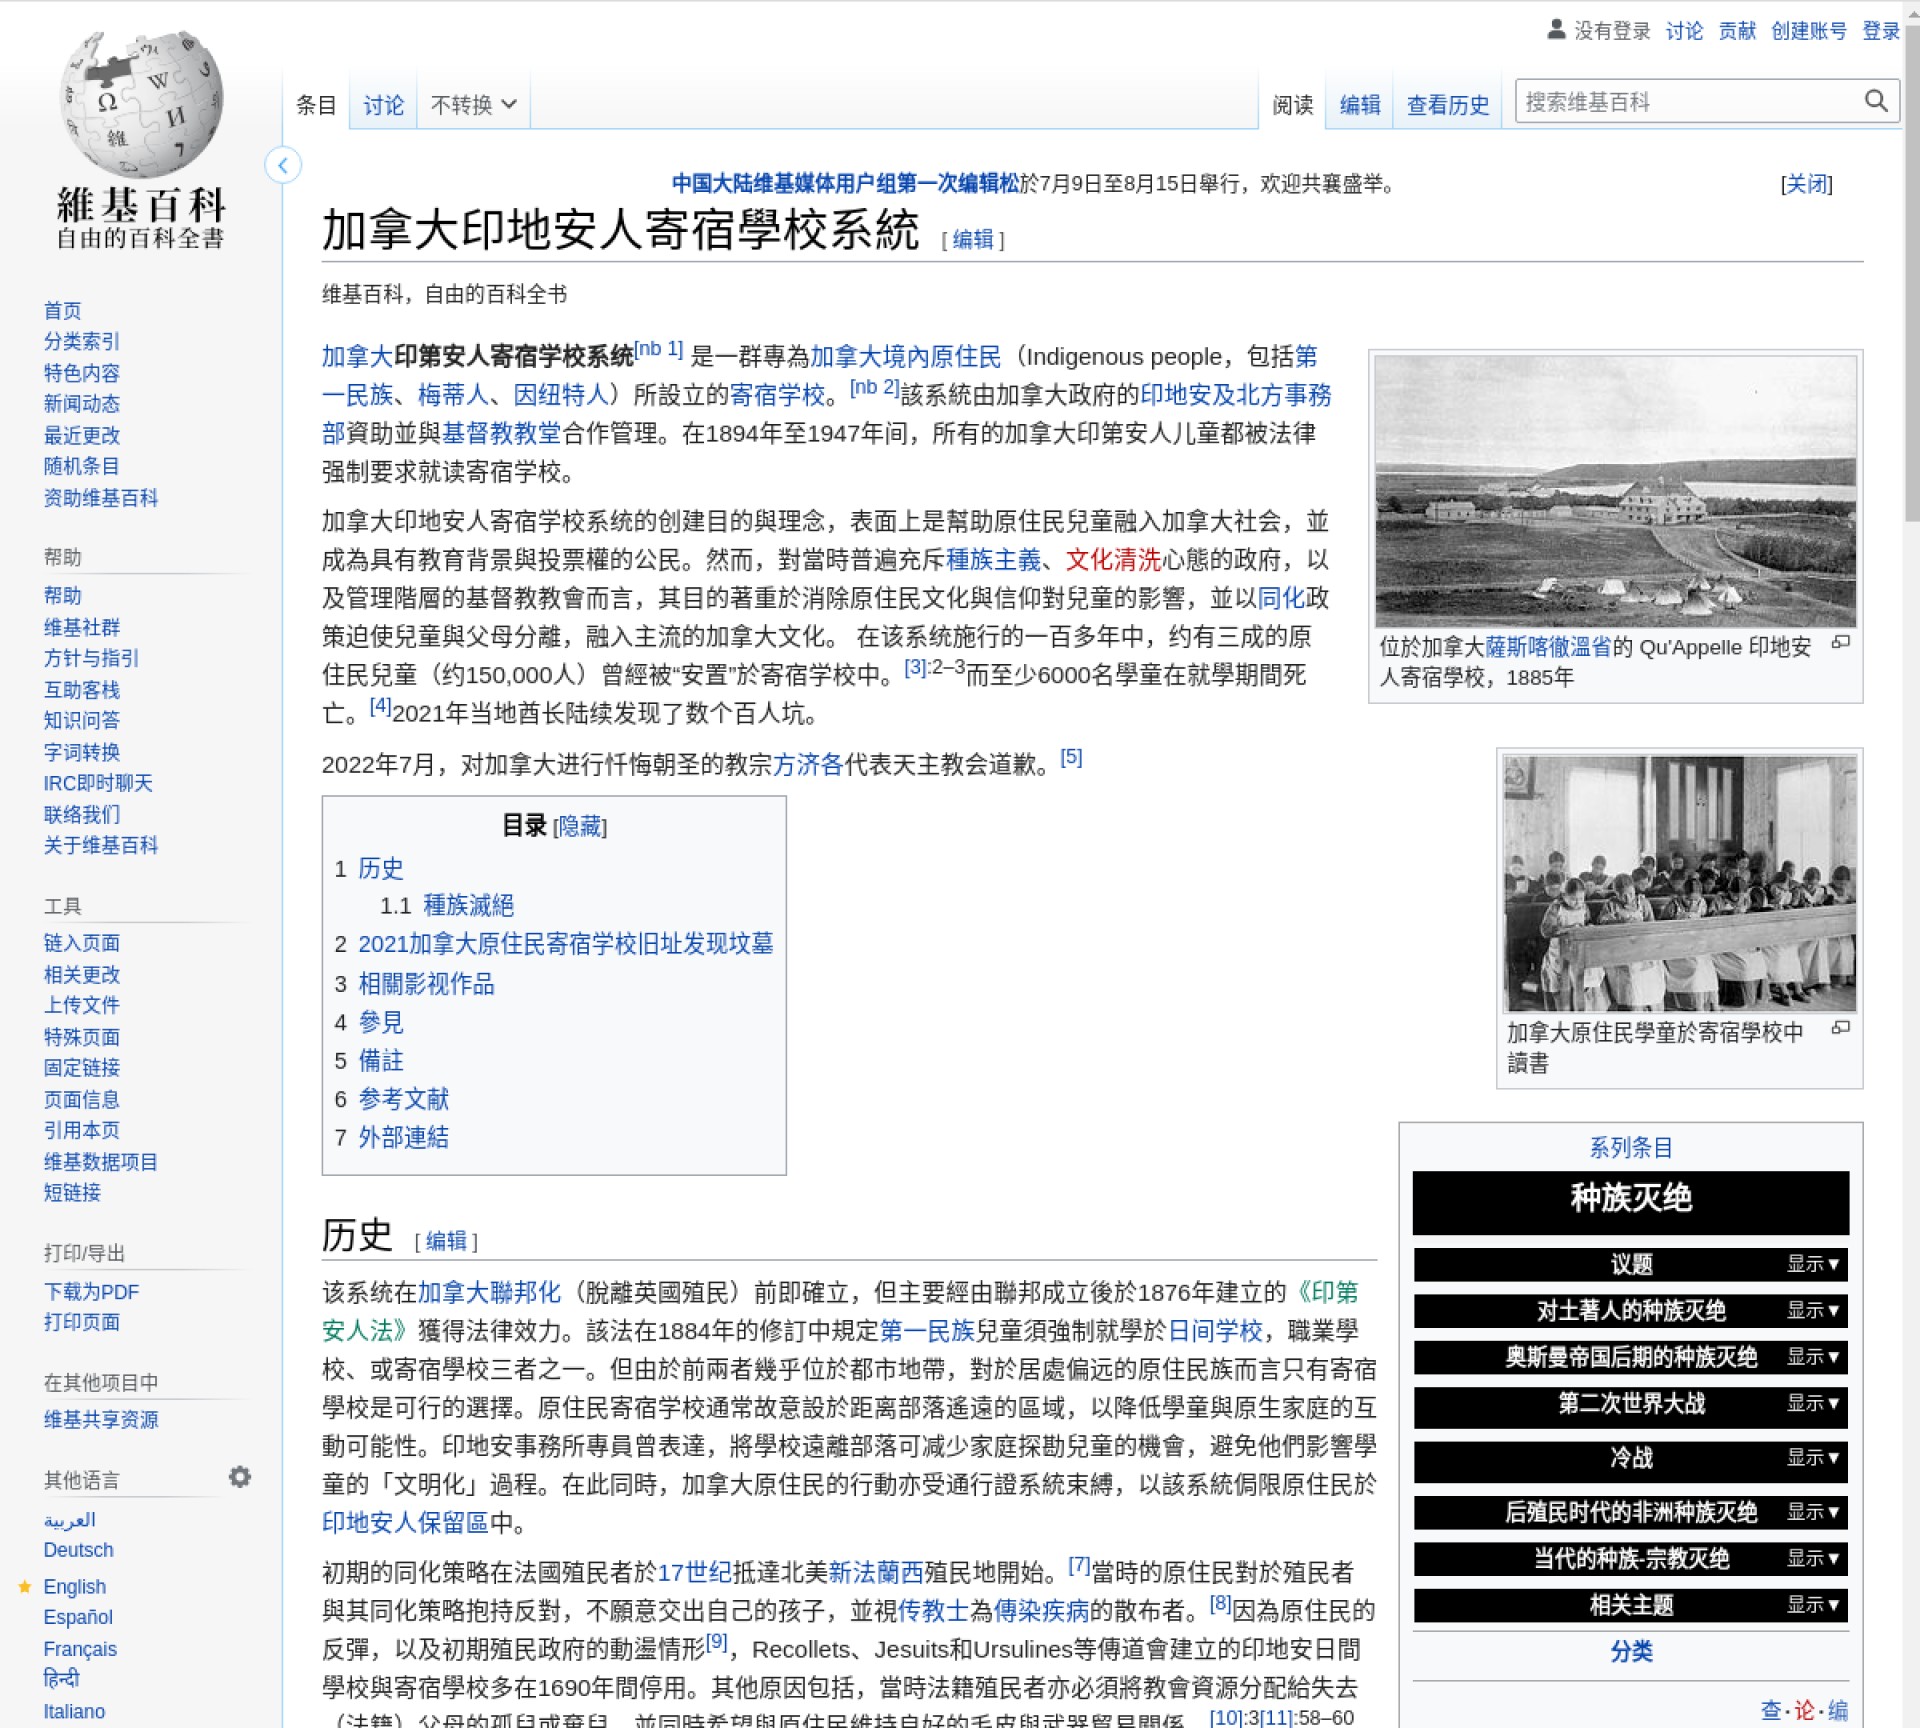 没有登录 讨论 贡献 创建账号 登录
条目 讨论 不转换 阅读 编辑 查看历史 搜索维基百科
維基百科
自由的百科全書
首页
分类索引
特色内容
新闻动态
最近更改
随机条目
资助维基百科
帮助
帮助
维基社群
方针与指引
互助客栈
知识问答
字词转换
IRC即时聊天
联络我们
关于维基百科
工具
链入页面
相关更改
上传文件
特殊页面
固定链接
页面信息
引用本页
维基数据项目
短链接
打印/导出
下载为PDF
打印页面
在其他项目中
维基共享资源
其他语言
العربية
Deutsch
English
Español
Français
हिन्दी
Italiano
中国大陆维基媒体用户组第一次编辑松於7月9日至8月15日舉行，欢迎共襄盛举。 [关闭]
加拿大印地安人寄宿學校系統 [ 编辑 ]
维基百科，自由的百科全书
加拿大印第安人寄宿学校系统[nb 1] 是一群專為加拿大境內原住民（Indigenous people，包括第
一民族、梅蒂人、因纽特人）所設立的寄宿学校。[nb 2]該系統由加拿大政府的印地安及北方事務
部資助並與基督教教堂合作管理。在1894年至1947年间，所有的加拿大印第安人儿童都被法律
强制要求就读寄宿学校。
加拿大印地安人寄宿学校系统的创建目的與理念，表面上是幫助原住民兒童融入加拿大社会，並
成為具有教育背景與投票權的公民。然而，對當時普遍充斥種族主義、文化清洗心態的政府，以
及管理階層的基督教教會而言，其目的著重於消除原住民文化與信仰對兒童的影響，並以同化政
策迫使兒童與父母分離，融入主流的加拿大文化。 在该系统施行的一百多年中，约有三成的原
住民兒童（约150,000人）曾經被“安置”於寄宿学校中。[3]:2–3而至少6000名學童在就學期間死
亡。[4]2021年当地酋长陆续发现了数个百人坑。
2022年7月，对加拿大进行忏悔朝圣的教宗方济各代表天主教会道歉。[5]
位於加拿大薩斯喀徹溫省的 Qu'Appelle 印地安
人寄宿學校，1885年
加拿大原住民學童於寄宿學校中
讀書
目录 [隐藏]
1 历史
1.1 種族滅絕
2 2021加拿大原住民寄宿学校旧址发现坟墓
3 相關影视作品
4 參見
5 備註
6 参考文献
7 外部連結
历史 [ 编辑 ]
该系统在加拿大聯邦化（脫離英國殖民）前即確立，但主要經由聯邦成立後於1876年建立的《印第
安人法》獲得法律效力。該法在1884年的修訂中規定第一民族兒童須強制就學於日间学校，職業學
校、或寄宿學校三者之一。但由於前兩者幾乎位於都市地帶，對於居處偏远的原住民族而言只有寄宿
學校是可行的選擇。原住民寄宿学校通常故意設於距离部落遙遠的區域，以降低學童與原生家庭的互
動可能性。印地安事務所專員曾表達，將學校遠離部落可减少家庭探勘兒童的機會，避免他們影響學
童的「文明化」過程。在此同時，加拿大原住民的行動亦受通行證系統束縛，以該系統侷限原住民於
印地安人保留區中。
初期的同化策略在法國殖民者於17世纪抵達北美新法蘭西殖民地開始。[7]當時的原住民對於殖民者
與其同化策略抱持反對，不願意交出自己的孩子，並視传教士為傳染疾病的散布者。[8]因為原住民的
反彈，以及初期殖民政府的動盪情形[9]，Recollets、Jesuits和Ursulines等傳道會建立的印地安日間
學校與寄宿學校多在1690年間停用。其他原因包括，當時法籍殖民者亦必須將教會資源分配給失去
（法籍）父母的孤兒或棄兒，並同時希望與原住民維持良好的毛皮與武器貿易關係。[10]:3[11]:58–60
系列条目
种族灭绝
议题 显示▼
对土著人的种族灭绝 显示▼
奥斯曼帝国后期的种族灭绝 显示▼
第二次世界大战 显示▼
冷战 显示▼
后殖民时代的非洲种族灭绝 显示▼
当代的种族-宗教灭绝 显示▼
相关主题 显示▼
分类
查·论·编